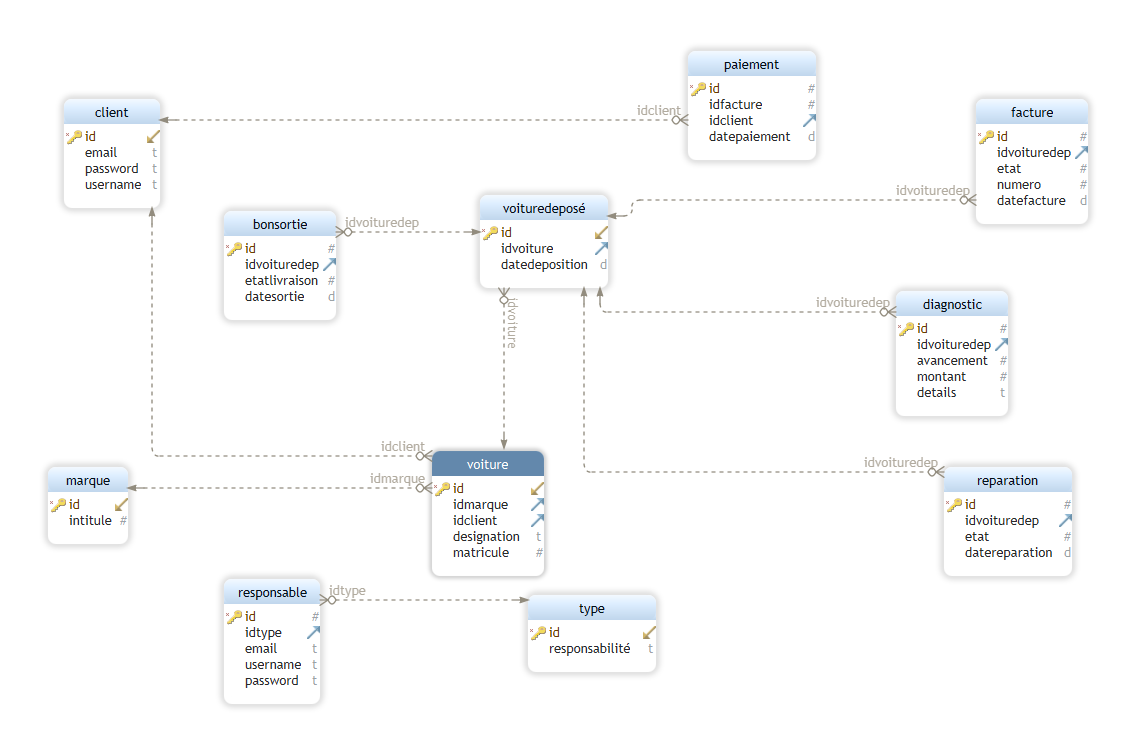 paiement
id #
idfacture #
idclient
datepaiement d
client
id
email t
password t
username t
idclient
facture
id #
idvoituredep
etat #
numero #
datefacture d
idvoituredep
voituredeposé
id
idvoiture
datedeposition d
bonsortie
id #
idvoituredep
etatlivraison #
datesortie d
idvoituredep
idvoiture
idvoituredep
diagnostic
id #
idvoituredep
avancement #
montant #
details t
idclient
idmarque
voiture
id
idmarque
idclient
designation t
matricule #
marque
id
intitule #
idvoituredep
reparation
id #
idvoituredep
etat #
datereparation d
responsable
id #
idtype
email t
username t
password t
idtype
type
id
responsabilité t